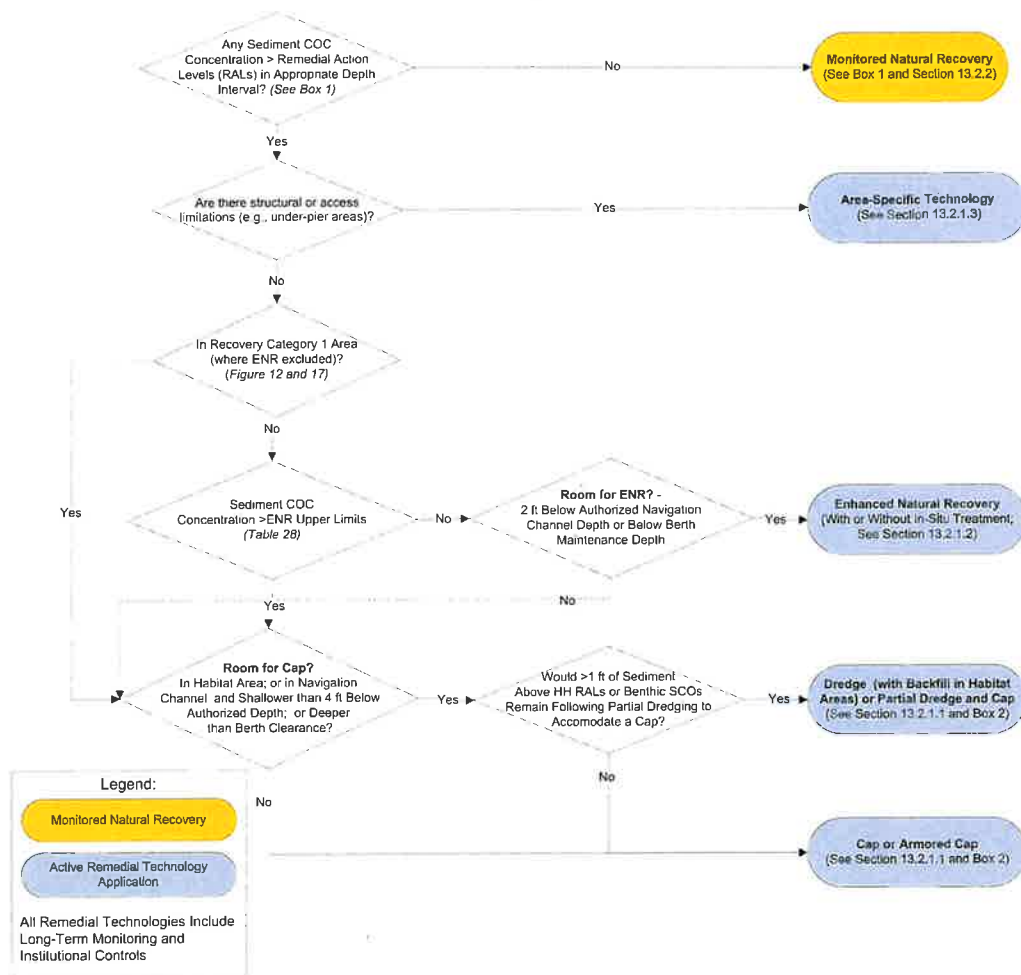 Any Sediment COC
Concentration > Remedial Action
Levels (RALs) in Appropriate Depth
Interval? (See Box 1)
No
Monitored Natural Recovery
(See Box 1 and Section 13.2.2)
Yes
Are there structural or access
limitations (e.g., under-pier areas)?
Yes
Area-Specific Technology
(See Section 13.2.1.3)
No
In Recovery Category 1 Area
(where ENR excluded)?
(Figure 12 and 17)
No
Yes
Sediment COC
Concentration >ENR Upper Limits
(Table 28)
No
Room for ENR? -
2 ft Below Authorized Navigation
Channel Depth or Below Berth
Maintenance Depth
Yes
Enhanced Natural Recovery
(With or Without In-Situ Treatment;
See Section 13.2.1.2)
No
Yes
Room for Cap?
In Habitat Area; or in Navigation
Channel and Shallower than 4 ft Below
Authorized Depth; or Deeper
than Berth Clearance?
Yes
Would >1 ft of Sediment
Above HH RALs or Benthic SCOs
Remain Following Partial Dredging to
Accomodate a Cap?
Yes
Dredge (with Backfill in Habitat
Areas) or Partial Dredge and Cap
(See Section 13.2.1.1 and Box 2)
No
No
Cap or Armored Cap
(See Section 13.2.1.1 and Box 2)
Legend:
Monitored Natural Recovery
Active Remedial Technology
Application
All Remedial Technologies Include
Long-Term Monitoring and
Institutional Controls